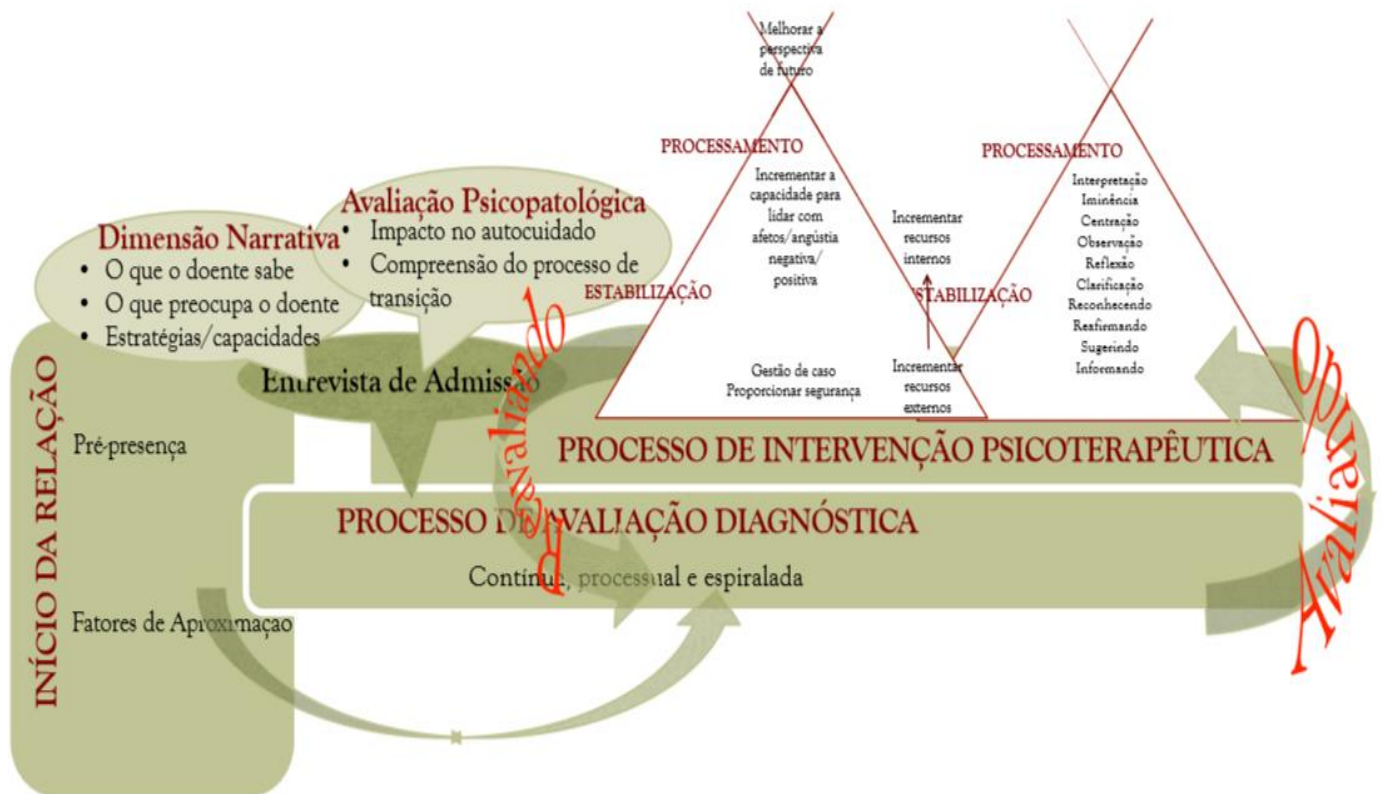 Melhorar a
perspectiva
de futuro
PROCESSAMENTO
Incrementar a
capacidade para
lidar com
afetos/angústia
negativa/
positiva
ESTABILIZAÇÃO
Gestão de caso
Proporcionar segurança
Incrementar
recursos
internos
Incrementar
recursos
externos
PROCESSAMENTO
Interpretação
Iminência
Centração
Observação
Reflexão
Clarificação
Reconhecendo
Reafirmando
Sugerindo
Informando
ESTABILIZAÇÃO
Avaliação Psicopatológica
• Impacto no autocuidado
• Compreensão do processo de
transição
Dimensão Narrativa
• O que o doente sabe
• O que preocupa o doente
• Estratégias/capacidades
Entrevista de Admissão
INÍCIO DA RELAÇÃO
Pré-presença
Fatores de Aproximação
PROCESSO DE INTERVENÇÃO PSICOTERAPÊUTICA
PROCESSO DE AVALIAÇÃO DIAGNÓSTICA
Contínua, processual e espiralada
Reavaliando
Avaliando